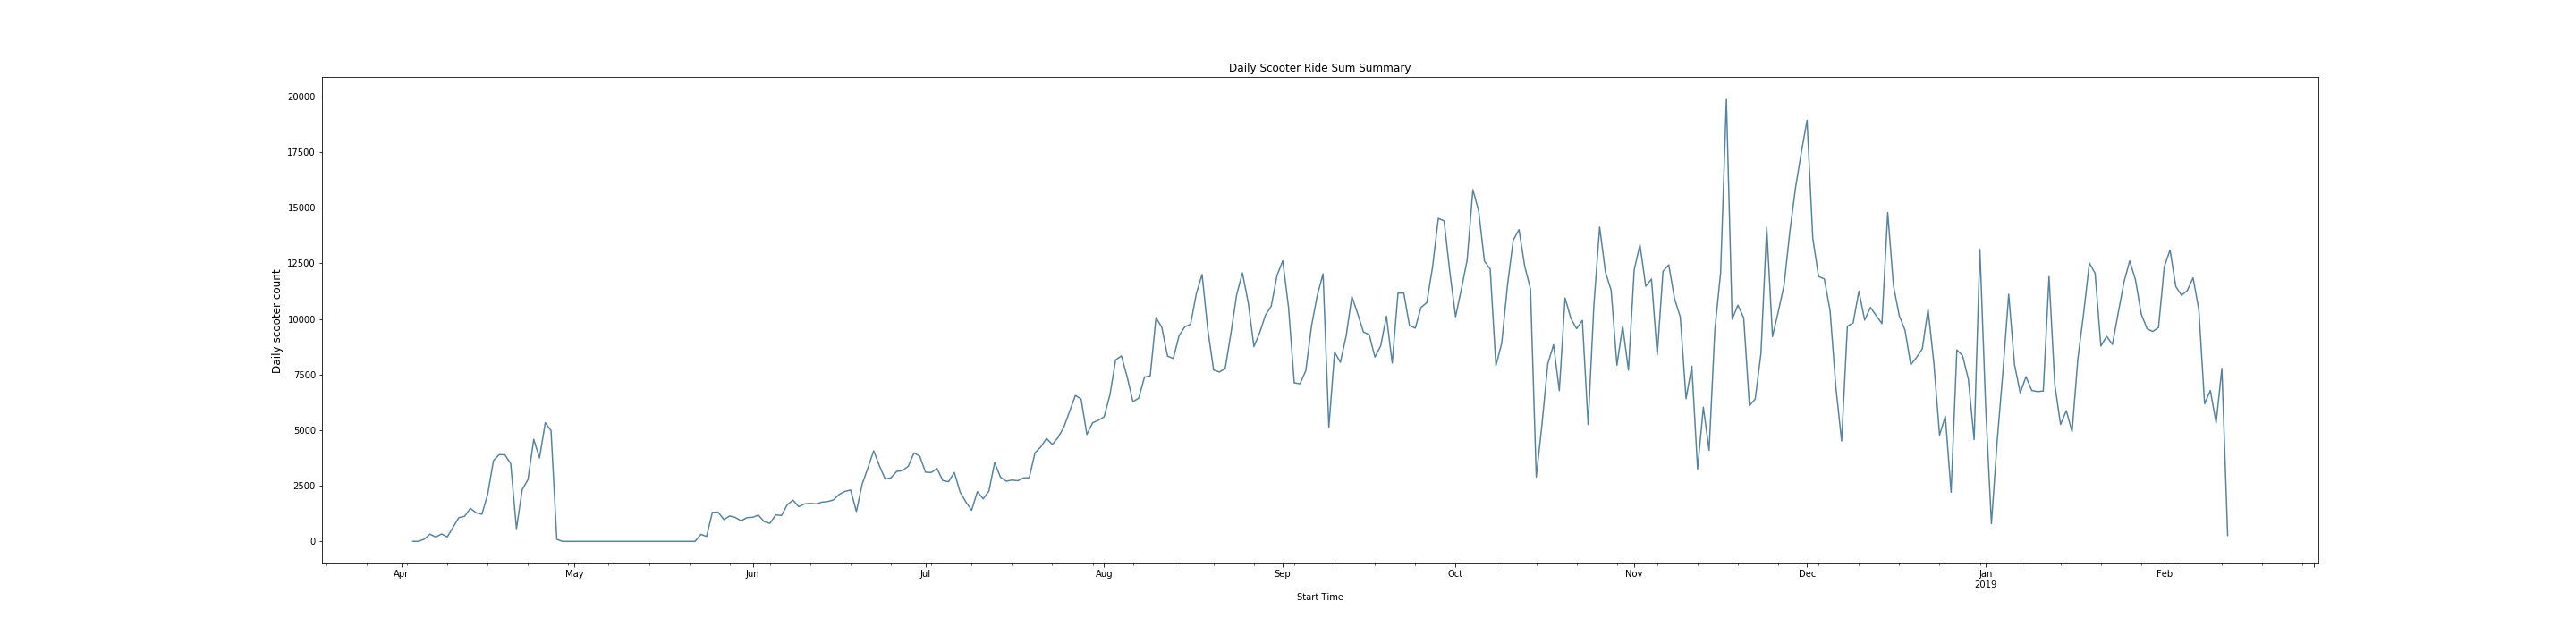 Daily Scooter Ride Sum Summary
20000
17500
15000
12500
10000
7500
5000
2500
0
Daily scooter count
Apr May Jun Jul Aug Sep Oct Nov Dec Jan Feb
2019
Start Time